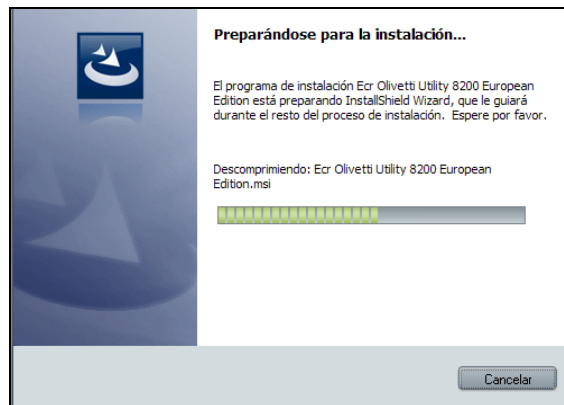 Preparándose para la instalación...
El programa de instalación Ecr Olivetti Utility 8200 European
Edition está preparando InstallShield Wizard, que le guiará
durante el resto del proceso de instalación. Espere por favor.
Descomprimiendo: Ecr Olivetti Utility 8200 European
Edition.msi
Cancelar